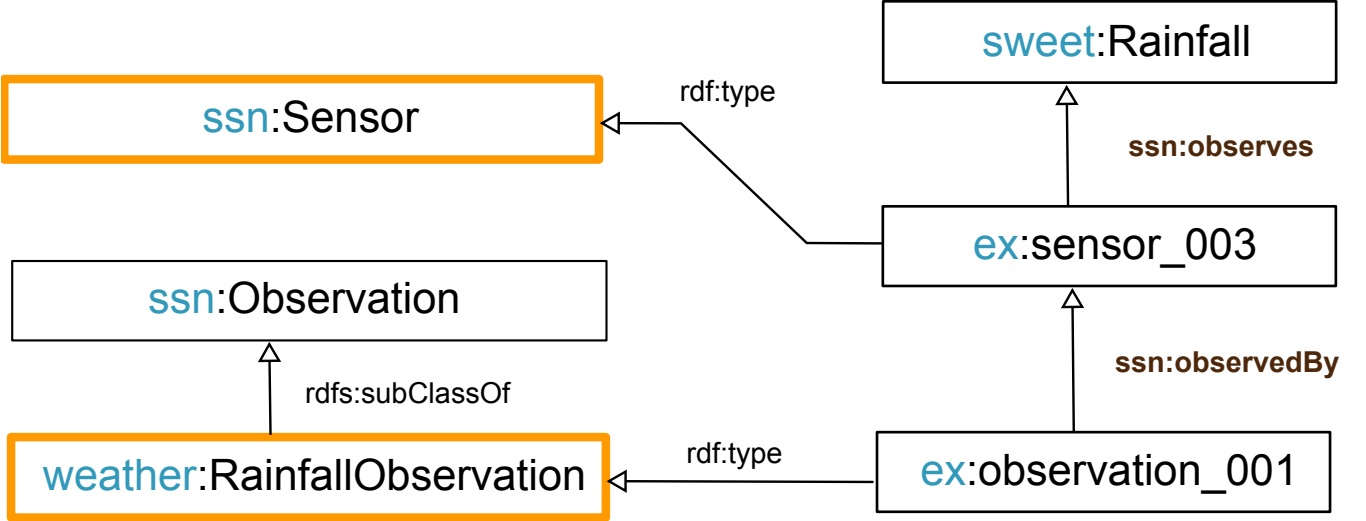 sweet:Rainfall
rdf:type
ssn:Sensor
ssn:observes
ex:sensor_003
ssn:Observation
ssn:observedBy
rdfs:subClassOf
rdf:type
weather:RainfallObservation
ex:observation_001